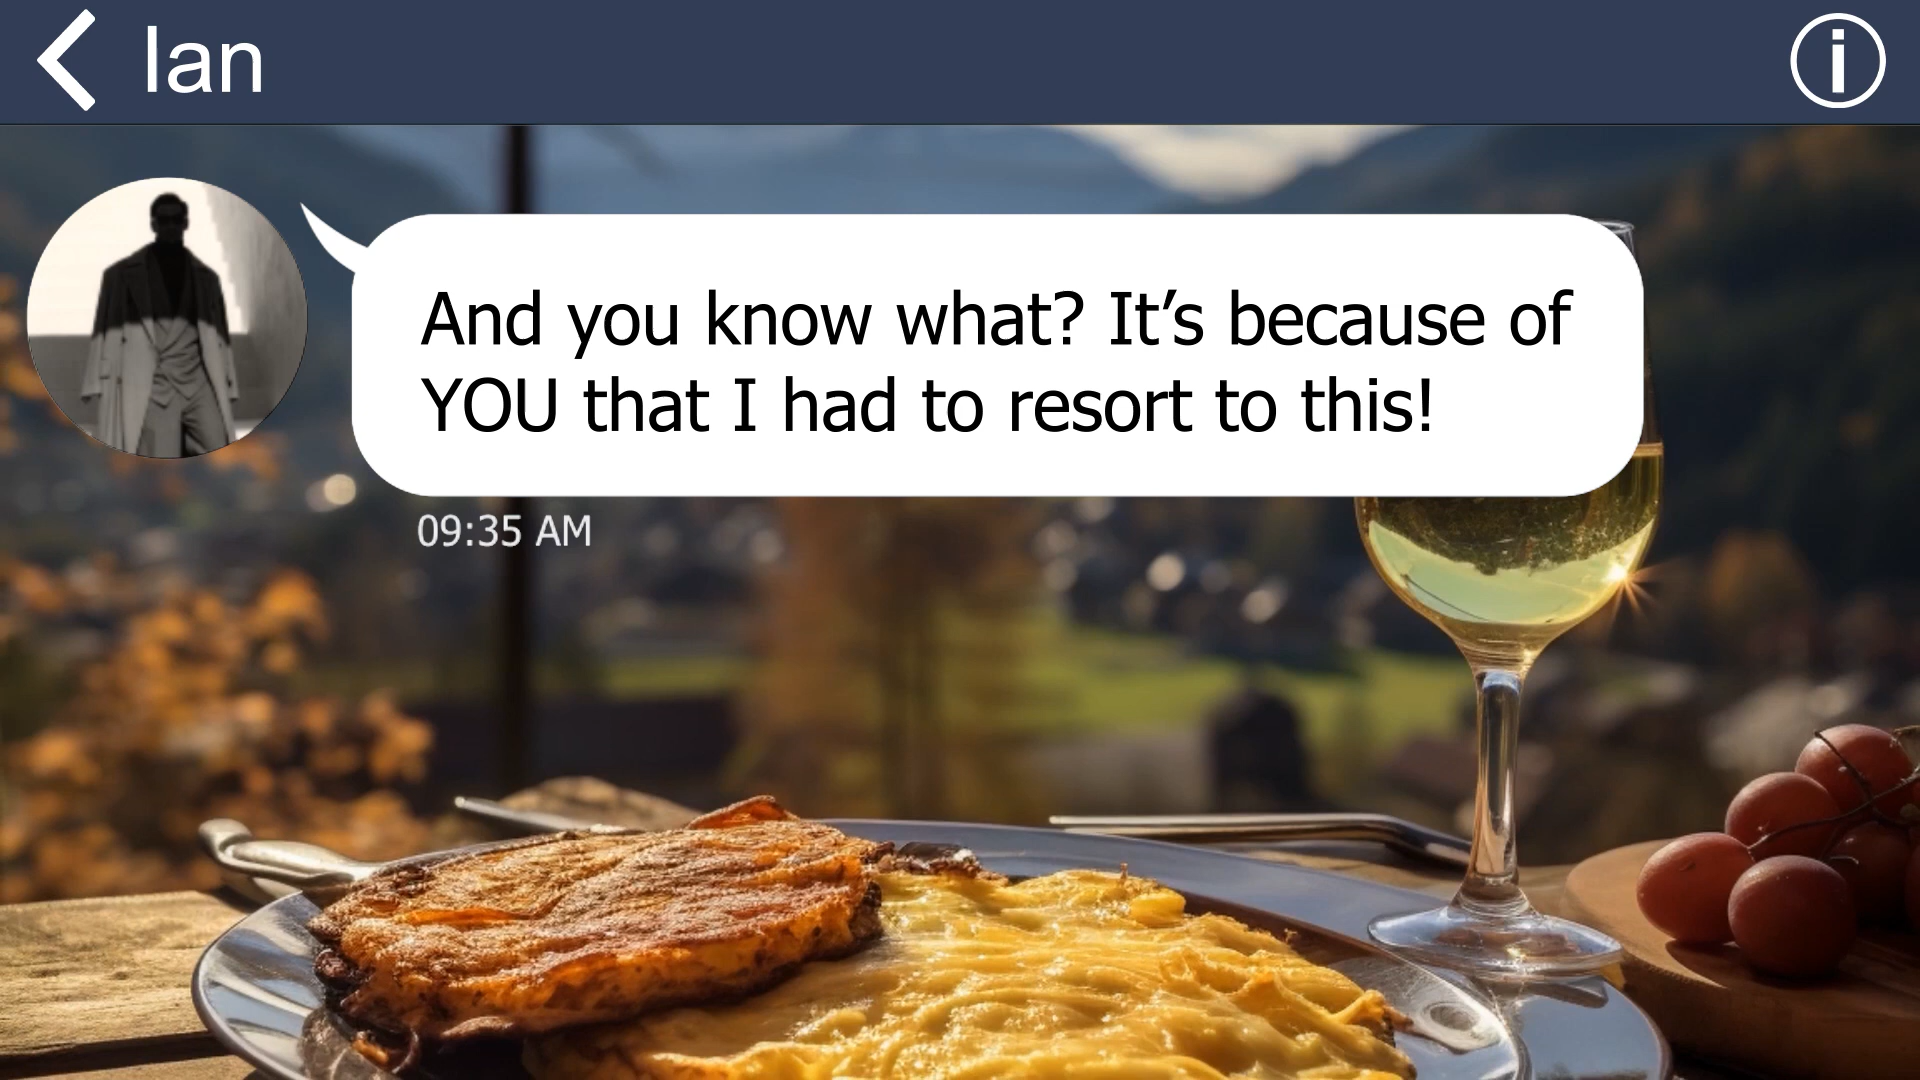 Ian
And you know what? It’s because of
YOU that I had to resort to this!
09:35 AM